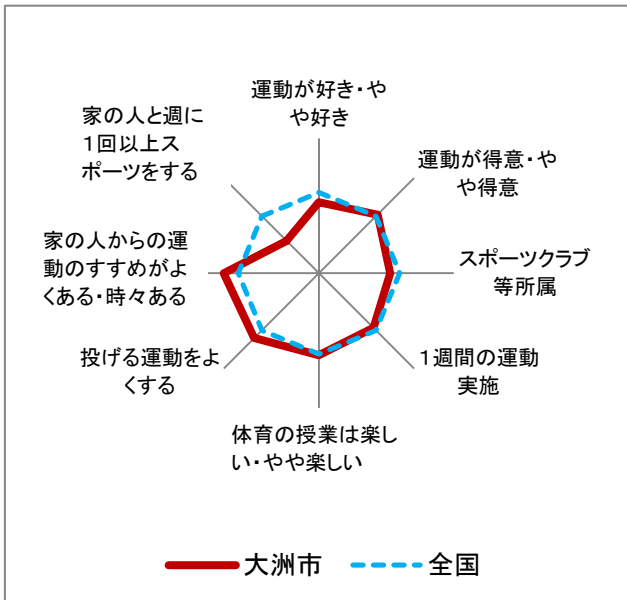 運動が好き・や
や好き
運動が得意・や
や得意
スポーツクラブ
等所属
1週間の運動
実施
体育の授業は楽し
い・やや楽しい
投げる運動をよ
くする
家の人からの運
動のすすめがよ
くある・時々ある
家の人と週に
1回以上ス
ポーツをする
大洲市
全国